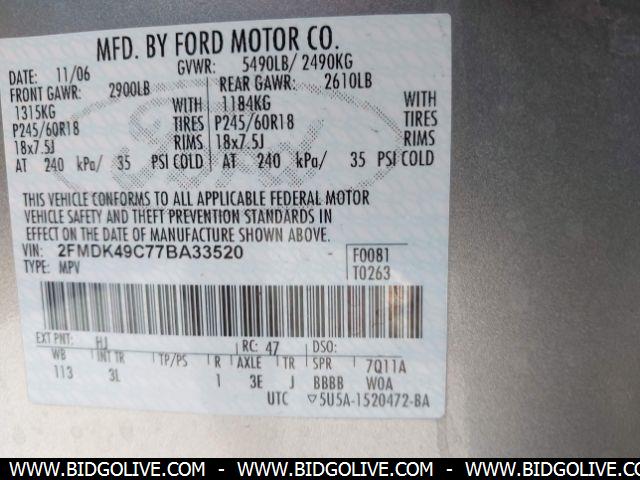 MFD. BY FORD MOTOR CO.
DATE: 11/06 GVWR: 5490LB/ 2490KG
FRONT GAWR: 2900LB REAR GAWR: 2610LB
1315KG WITH 1184KG WITH
P245/60R18 TIRES P245/60R18 TIRES
18x7.5J RIMS 18x7.5J RIMS
AT 240 kPa/ 35 PSI COLD AT 240 kPa/ 35 PSI COLD
THIS VEHICLE CONFORMS TO ALL APPLICABLE FEDERAL MOTOR
VEHICLE SAFETY AND THEFT PREVENTION STANDARDS IN
EFFECT ON THE DATE OF MANUFACTURE SHOWN ABOVE.
VIN: 2FMDK49C77BA33520 F0081
TYPE: MPV T0263
EXT PNT: HJ RC: 47 DSO:
WB INT TR TP/PS R AXLE TR SPR 7Q11A
113 3L 1 3E J BBBB WOA
UTC ▽5U5A-1520472-BA
Ford
WWW.BIDGOLIVE.COM - WWW.BIDGOLIVE.COM - WWW.BIDGOLIVE.COM